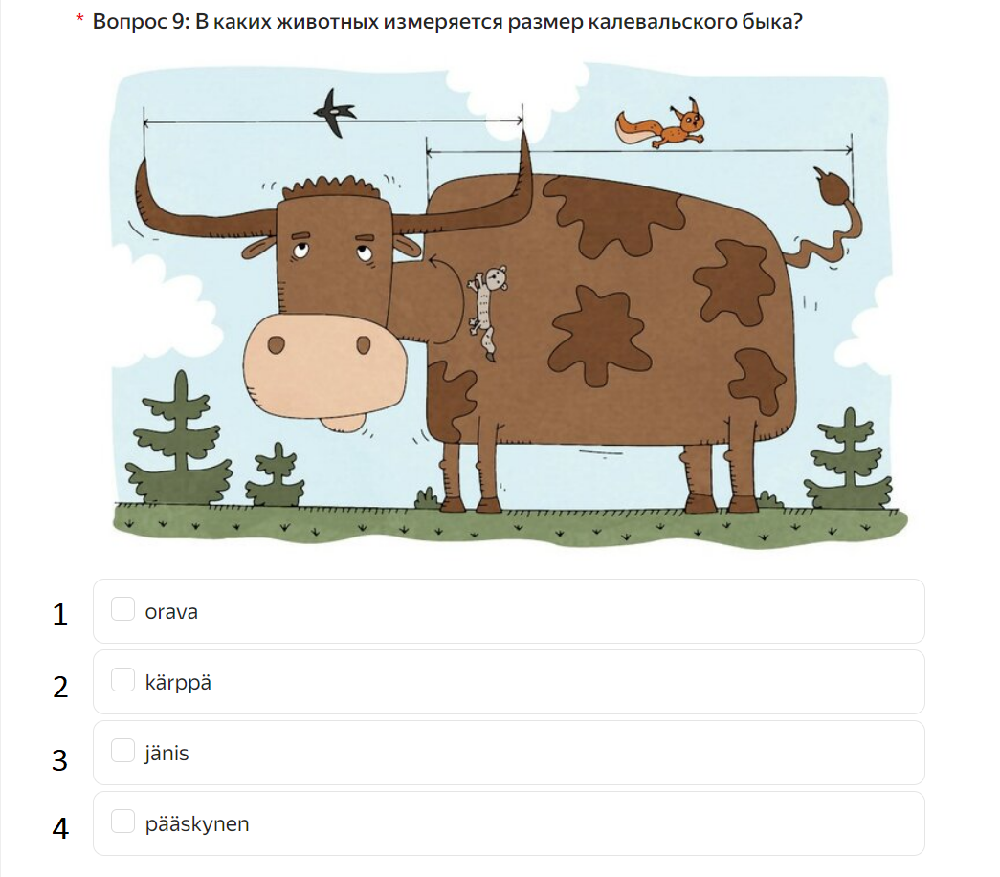 * Вопрос 9: В каких животных измеряется размер калевальского быка?
1 orava
2 kärppä
3 jänis
4 pääskynen